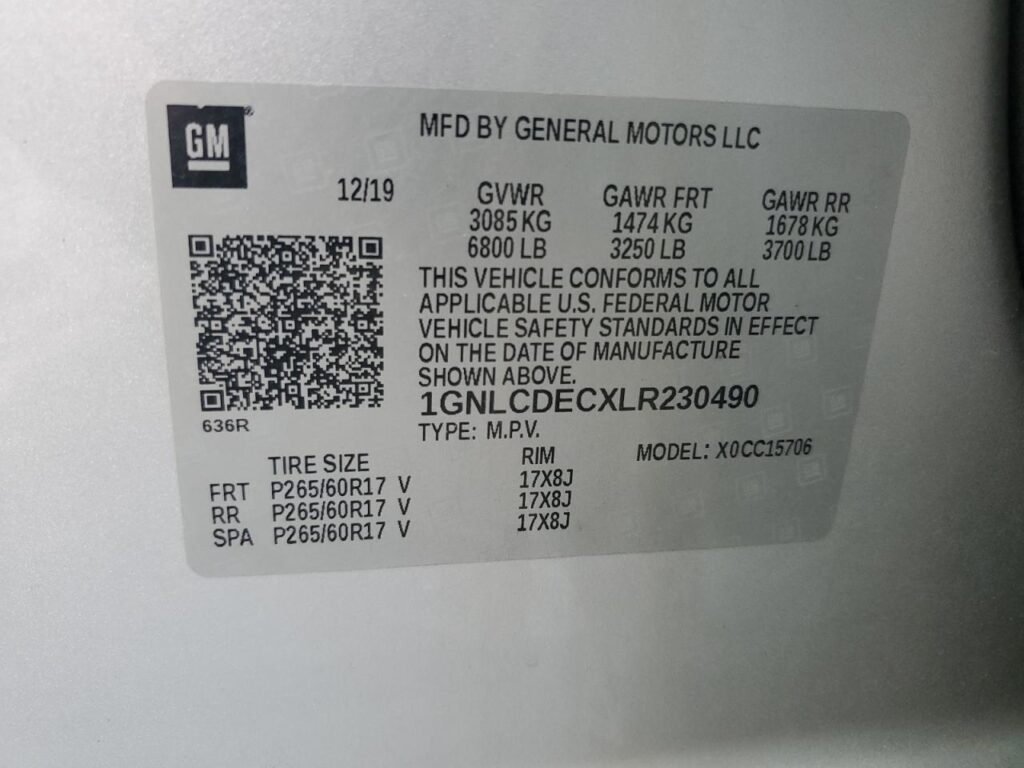 GM
MFD BY GENERAL MOTORS LLC
12/19
GVWR GAWR FRT GAWR RR
3085 KG 1474 KG 1678 KG
6800 LB 3250 LB 3700 LB
THIS VEHICLE CONFORMS TO ALL
APPLICABLE U.S. FEDERAL MOTOR
VEHICLE SAFETY STANDARDS IN EFFECT
ON THE DATE OF MANUFACTURE
SHOWN ABOVE.
1GNLCDECXLR230490
636R
TYPE: M.P.V.
MODEL: X0CC15706
TIRE SIZE RIM
FRT P265/60R17 V 17X8J
RR P265/60R17 V 17X8J
SPA P265/60R17 V 17X8J